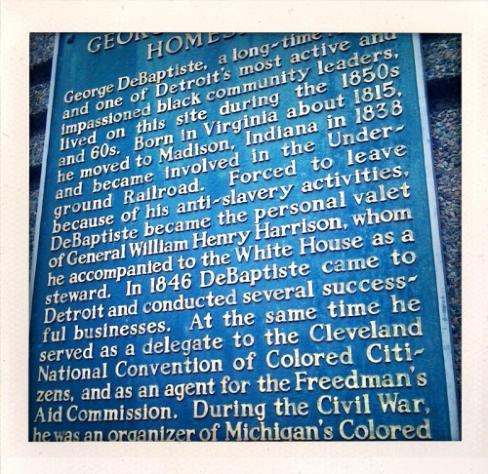 GEORG
HOMES
George DeBaptiste, a long-time
and one of Detroit's most active and
impassioned black community leaders,
lived on this site during the 1850s
and 60s. Born in Virginia about 1815,
he moved to Madison, Indiana in 1838
and became involved in the Under-
ground Railroad. Forced to leave
because of his anti-slavery activities,
DeBaptiste became the personal valet
of General William Henry Harrison, whom
he accompanied to the White House as a
steward. In 1846 DeBaptiste came to
Detroit and conducted several success-
ful businesses. At the same time he
served as a delegate to the Cleveland
National Convention of Colored Citi-
zens, and as an agent for the Freedman's
Aid Commission. During the Civil War,
he was an organizer of Michigan's Colored